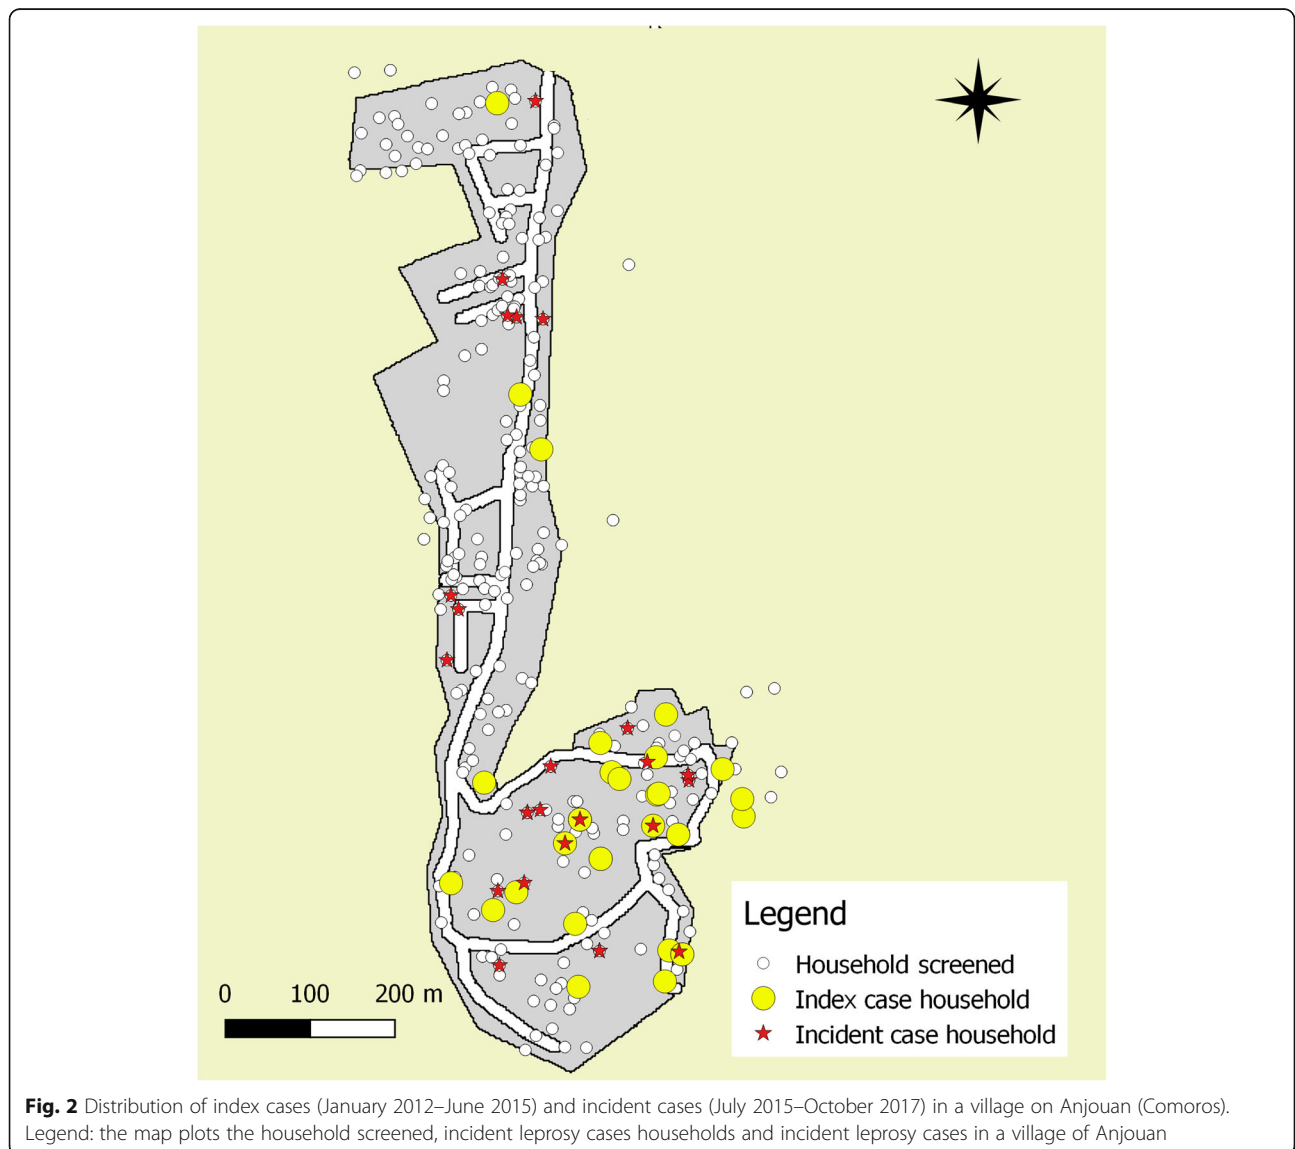 Legend
Household screened
Index case household
Incident case household
0 100 200 m
Fig. 2 Distribution of index cases (January 2012–June 2015) and incident cases (July 2015–October 2017) in a village on Anjouan (Comoros).
Legend: the map plots the household screened, incident leprosy cases households and incident leprosy cases in a village of Anjouan